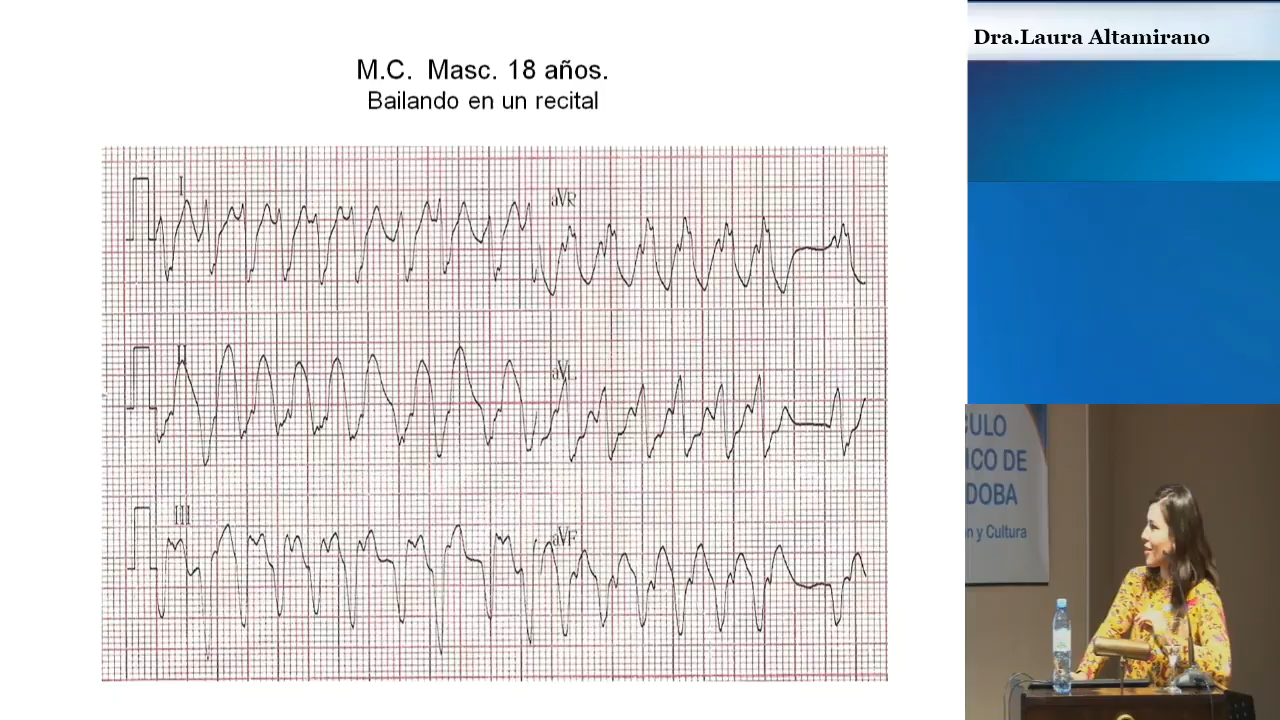 Dra.Laura Altamirano
M.C. Masc. 18 años.
Bailando en un recital
I
aVR
II
aVL
III
aVF
CULO
ICO DE
DOBA
n y Cultura